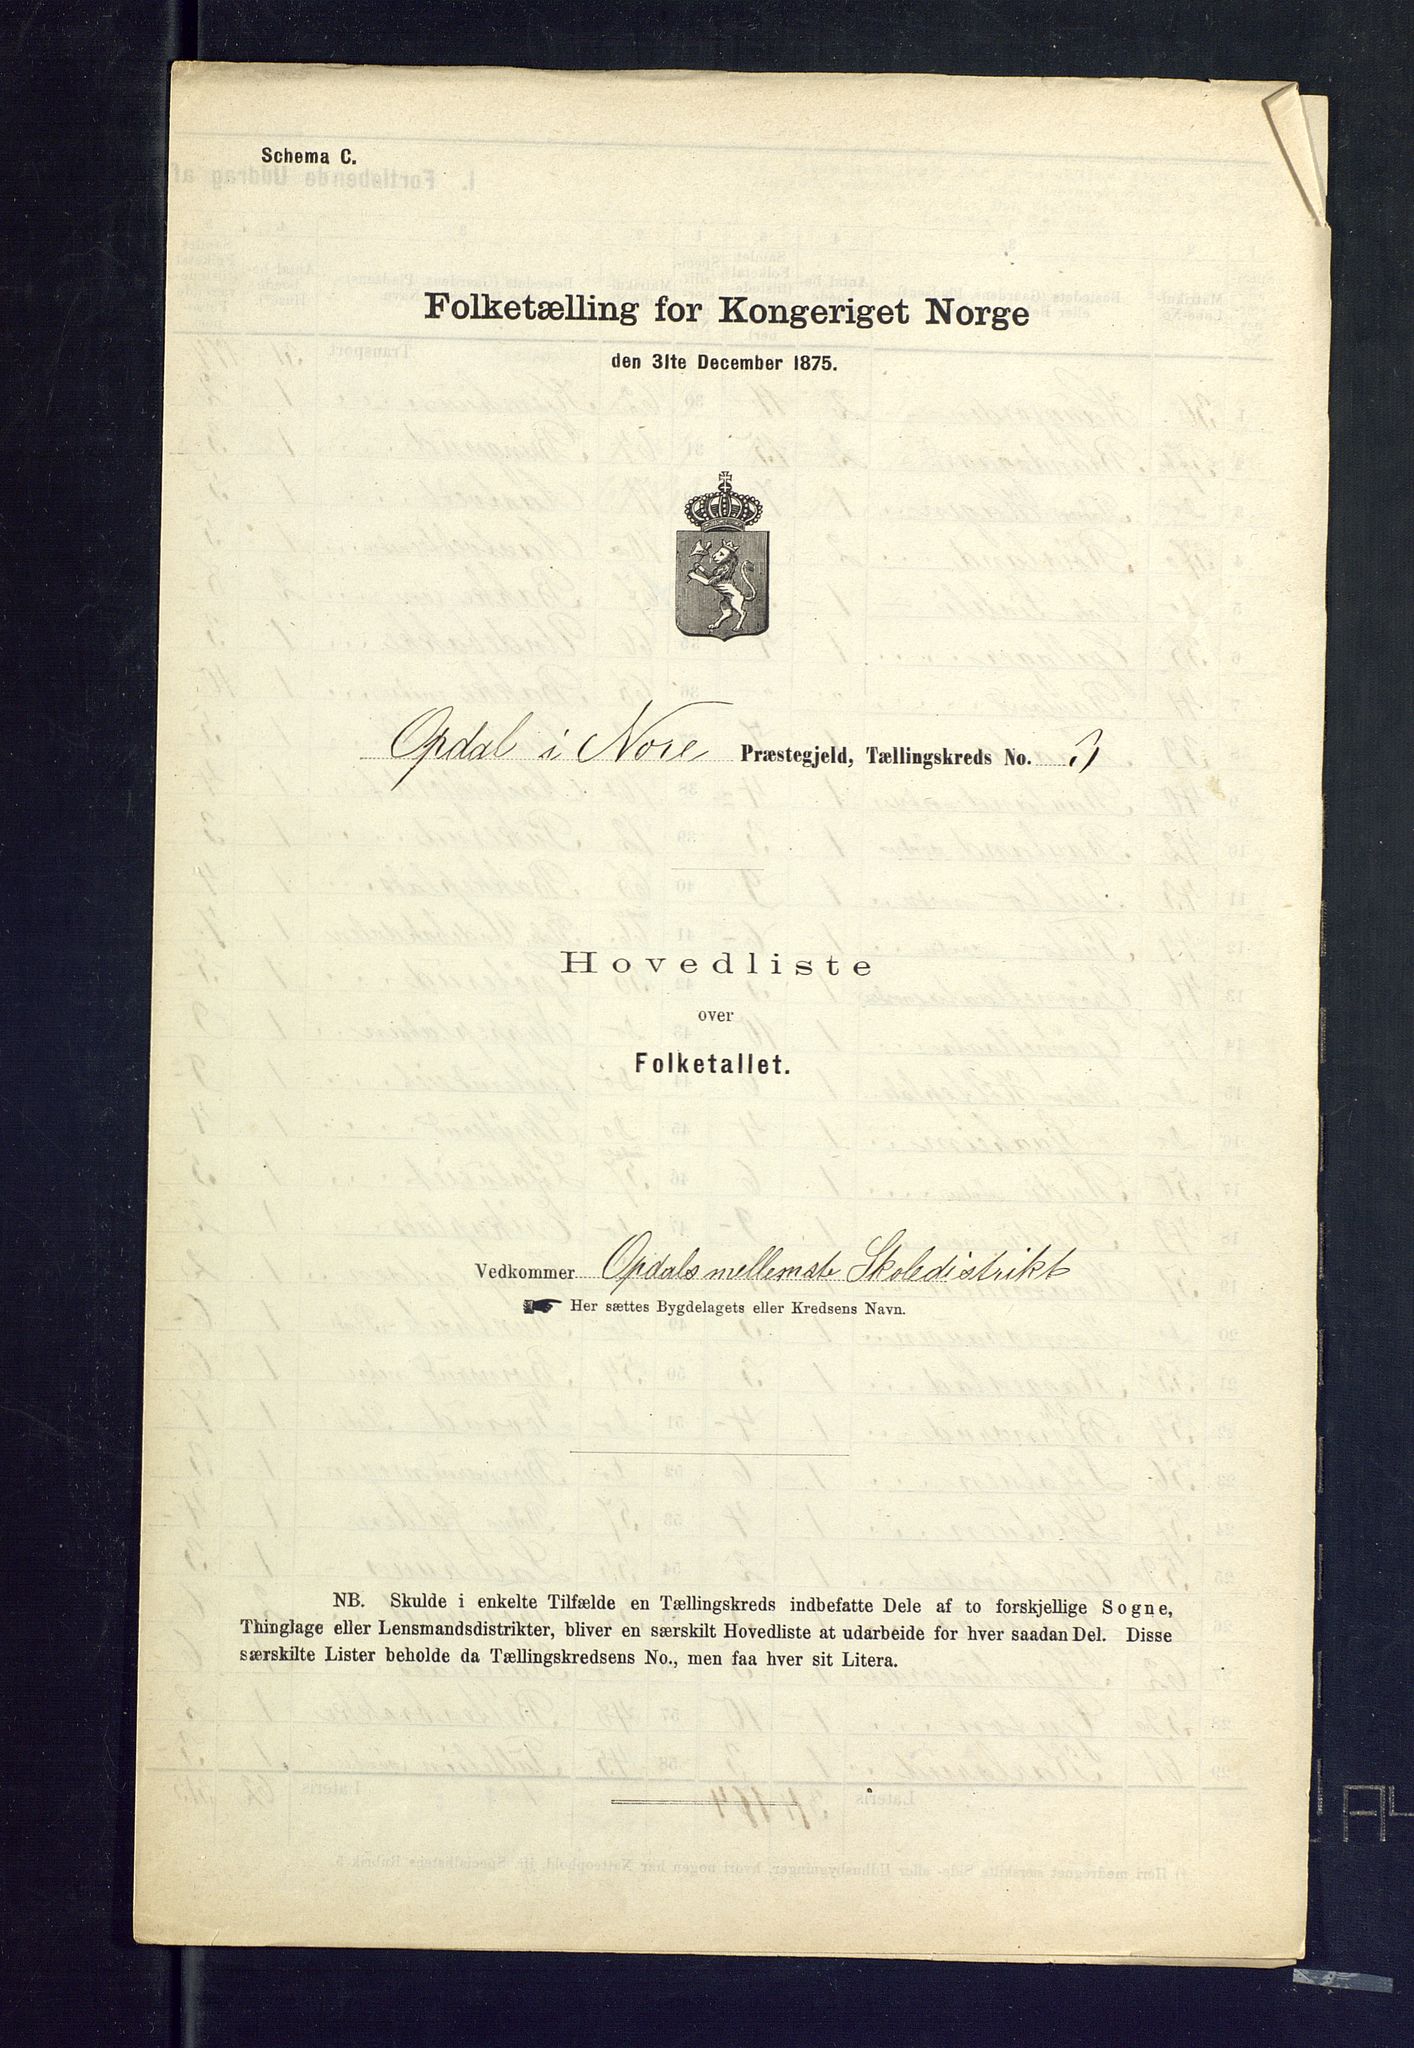 Schema C.
Folketælling for Kongeriget Norge
den 31te December 1875.
Opdal i Nore Præstegjeld, Tællingskreds No. 3
Hovedliste
over
Folketallet.
Vedkommer Opdals mellemste Skoledistrikt
Her sættes Bygdelagets eller Kredsens Navn.
NB. Skulde i enkelte Tilfælde en Tællingskreds indbefatte Dele af to forskjellige Sogne,
Thinglage eller Lensmandsdistrikter, bliver en særskilt Hovedliste at udarbeide for hver saadan Del. Disse
særskilte Lister beholde da Tællingskredsens No., men faa hver sit Litera.